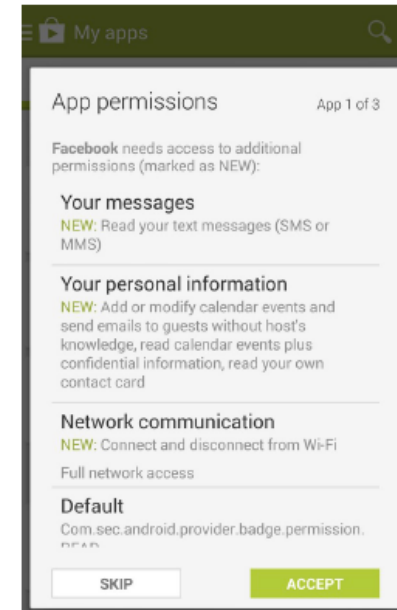 My apps
App permissions
App 1 of 3
Facebook needs access to additional
permissions (marked as NEW):
Your messages
NEW: Read your text messages (SMS or
MMS)
Your personal information
NEW: Add or modify calendar events and
send emails to guests without host's
knowledge, read calendar events plus
confidential information, read your own
contact card
Network communication
NEW: Connect and disconnect from Wi-Fi
Full network access
Default
Com.sec.android.provider.badge.permission.
SKIP
ACCEPT